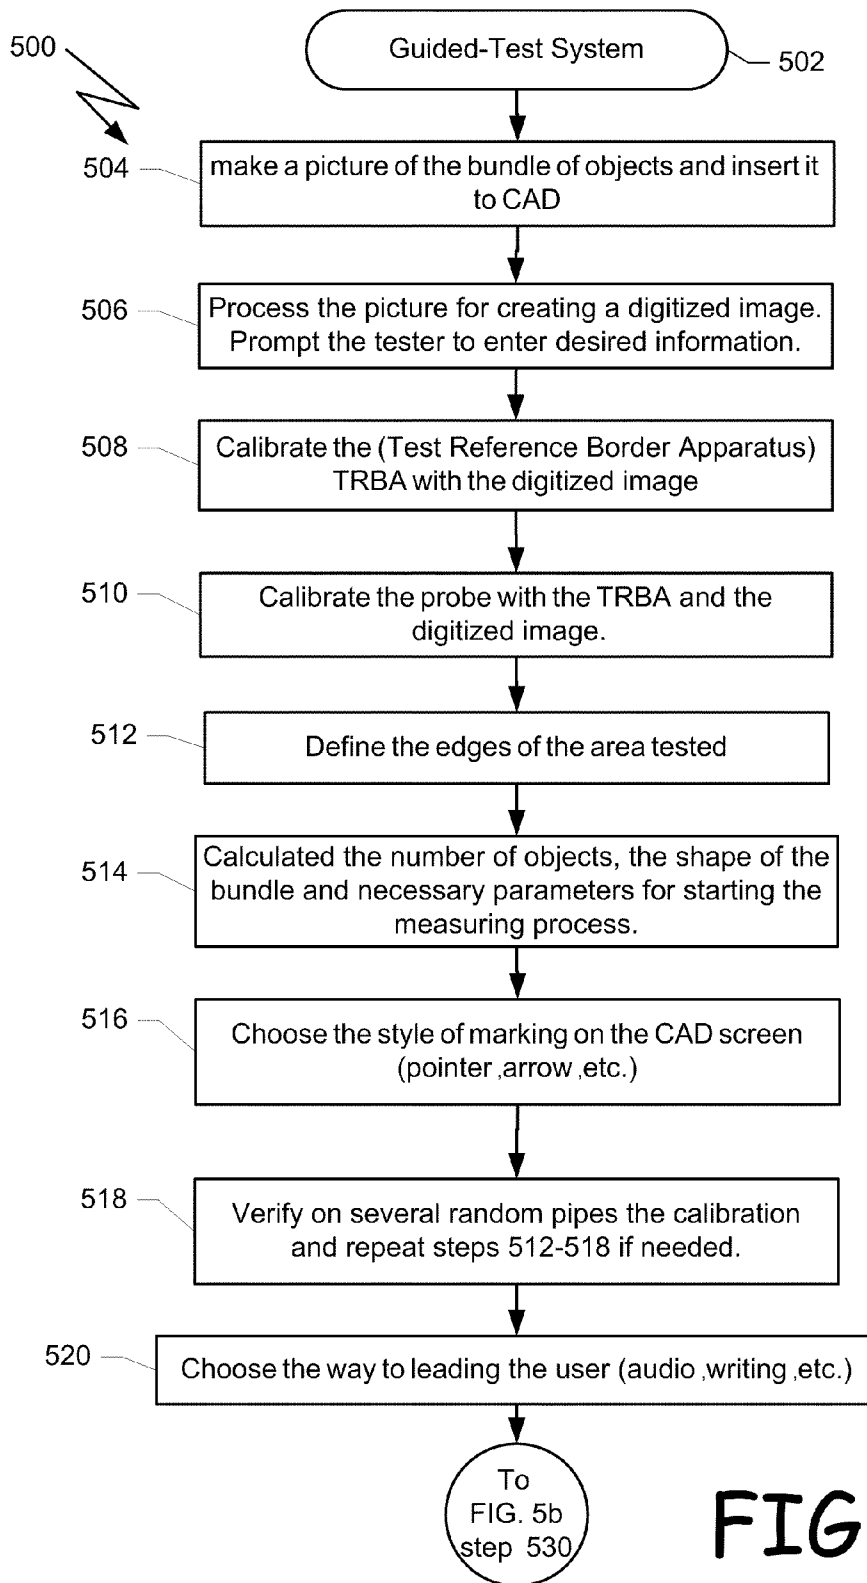 500
Guided-Test System
502
504
make a picture of the bundle of objects and insert it
to CAD
506
Process the picture for creating a digitized image.
Prompt the tester to enter desired information.
508
Calibrate the (Test Reference Border Apparatus)
TRBA with the digitized image
510
Calibrate the probe with the TRBA and the
digitized image.
512
Define the edges of the area tested
514
Calculated the number of objects, the shape of the
bundle and necessary parameters for starting the
measuring process.
516
Choose the style of marking on the CAD screen
(pointer ,arrow ,etc.)
518
Verify on several random pipes the calibration
and repeat steps 512-518 if needed.
520
Choose the way to leading the user (audio ,writing ,etc.)
To
FIG. 5b
step 530
FIG